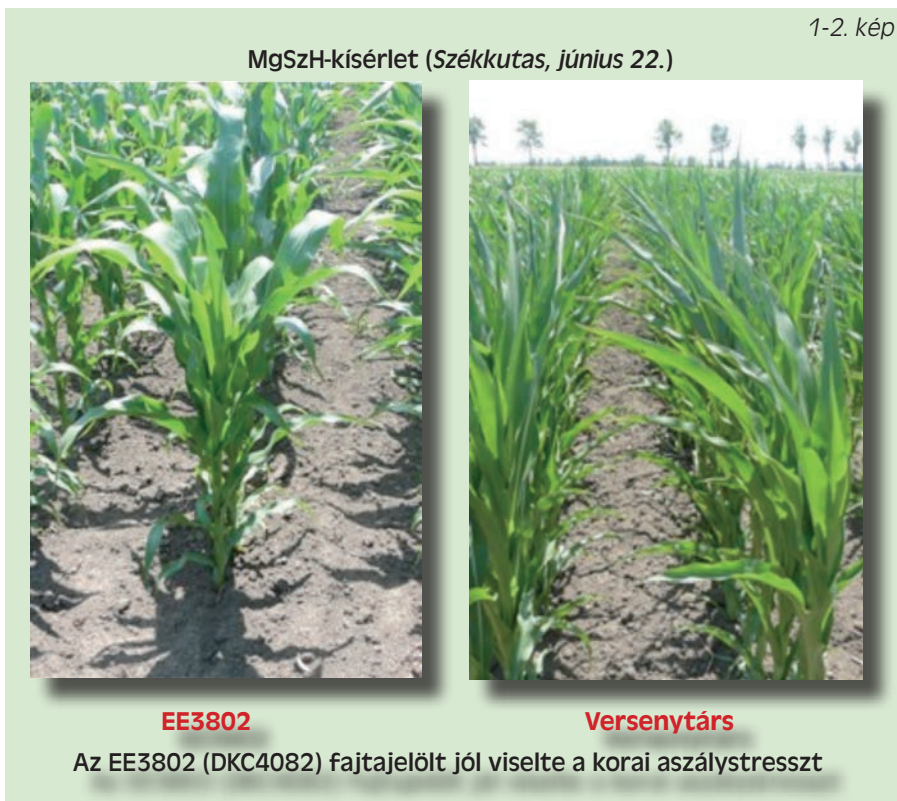 1-2. kép
MgSzH-kísérlet (Székkutas, június 22.)
EE3802
Versenytárs
Az EE3802 (DKC4082) fajtajelölt jól viselte a korai aszálystresszt